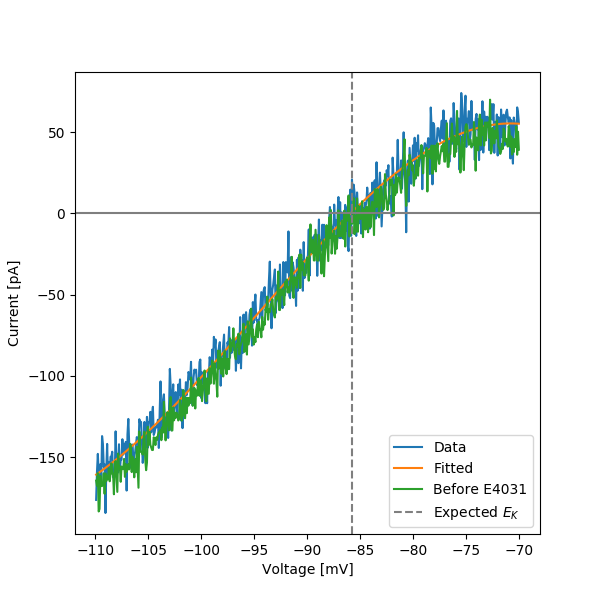 50
0
−50
−100
−150
Current [pA]
Data
Fitted
Before E4031
Expected E_K
−110 −105 −100 −95 −90 −85 −80 −75 −70
Voltage [mV]